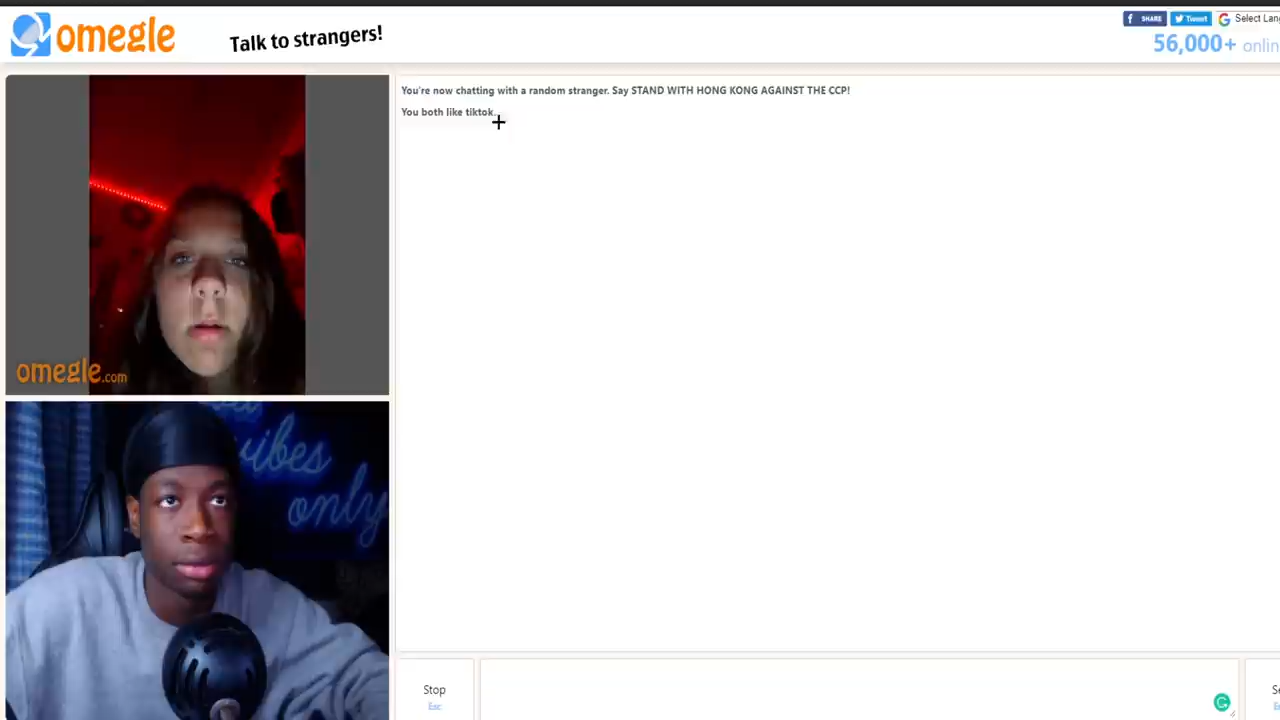 omegle
Talk to strangers!
SHARE
Tweet
Select Lan
56,000+ onlin
You're now chatting with a random stranger. Say STAND WITH HONG KONG AGAINST THE CCP!
You both like tiktok.
omegle.com
vibes
only
Stop
Esc